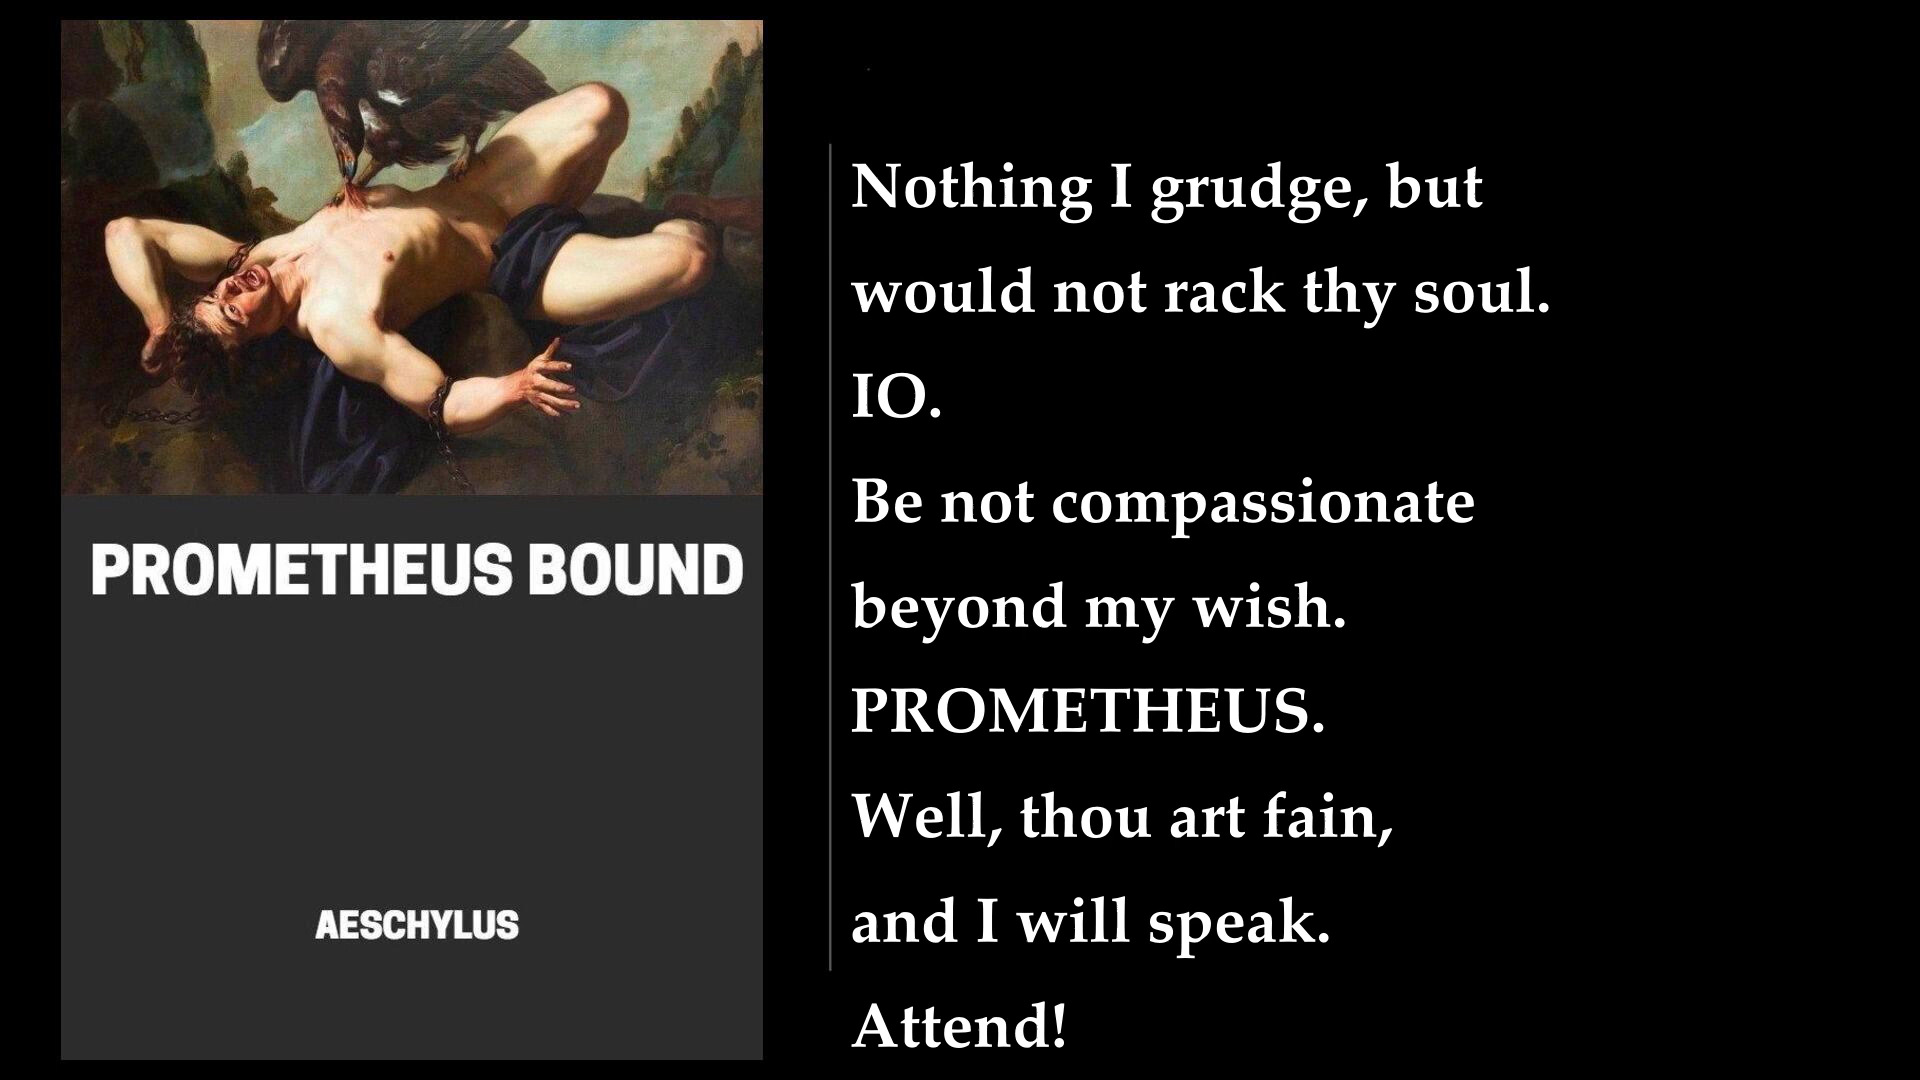 PROMETHEUS BOUND
AESCHYLUS
Nothing I grudge, but
would not rack thy soul.
IO.
Be not compassionate
beyond my wish.
PROMETHEUS.
Well, thou art fain,
and I will speak.
Attend!